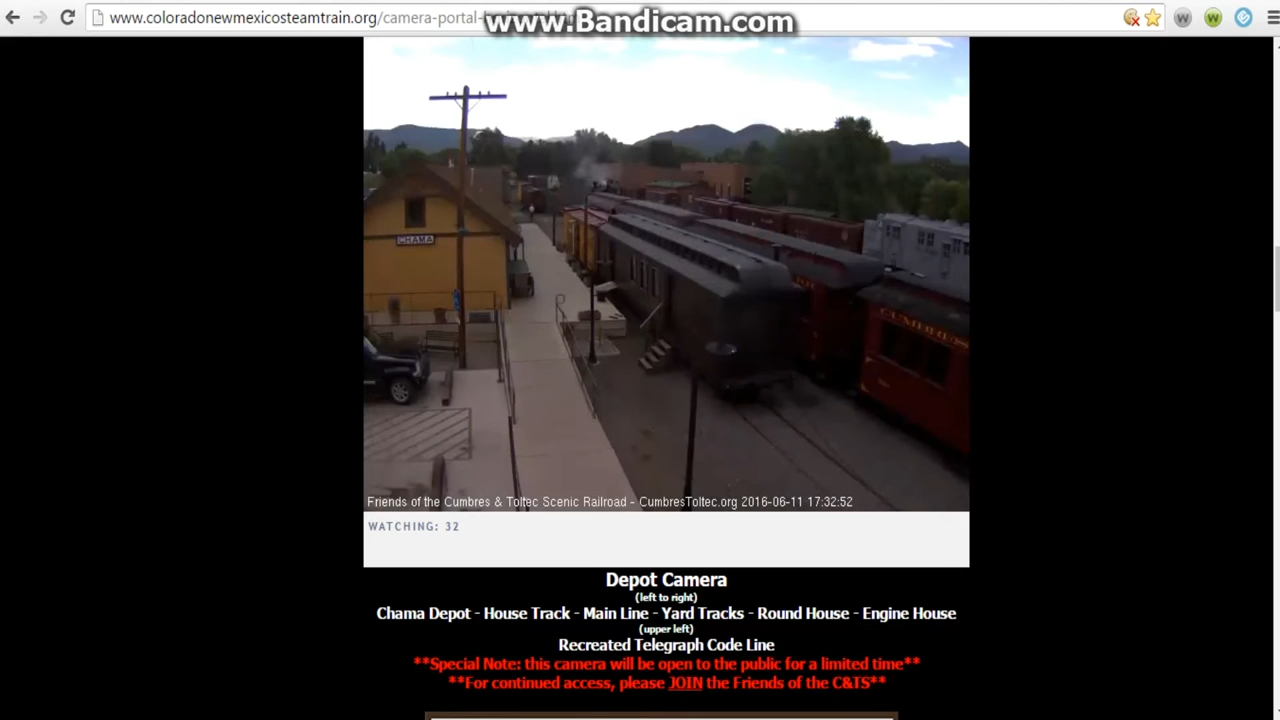 www.coloradonewmexicosteamtrain.org/camera-portal-
www.Bandicam.com
CHAMA
CUMBRES
Friends of the Cumbres & Toltec Scenic Railroad - CumbresToltec.org 2016-06-11 17:32:52
WATCHING: 32
Depot Camera
(left to right)
Chama Depot - House Track - Main Line - Yard Tracks - Round House - Engine House
(upper left)
Recreated Telegraph Code Line
**Special Note: this camera will be open to the public for a limited time**
**For continued access, please JOIN the Friends of the C&TS**